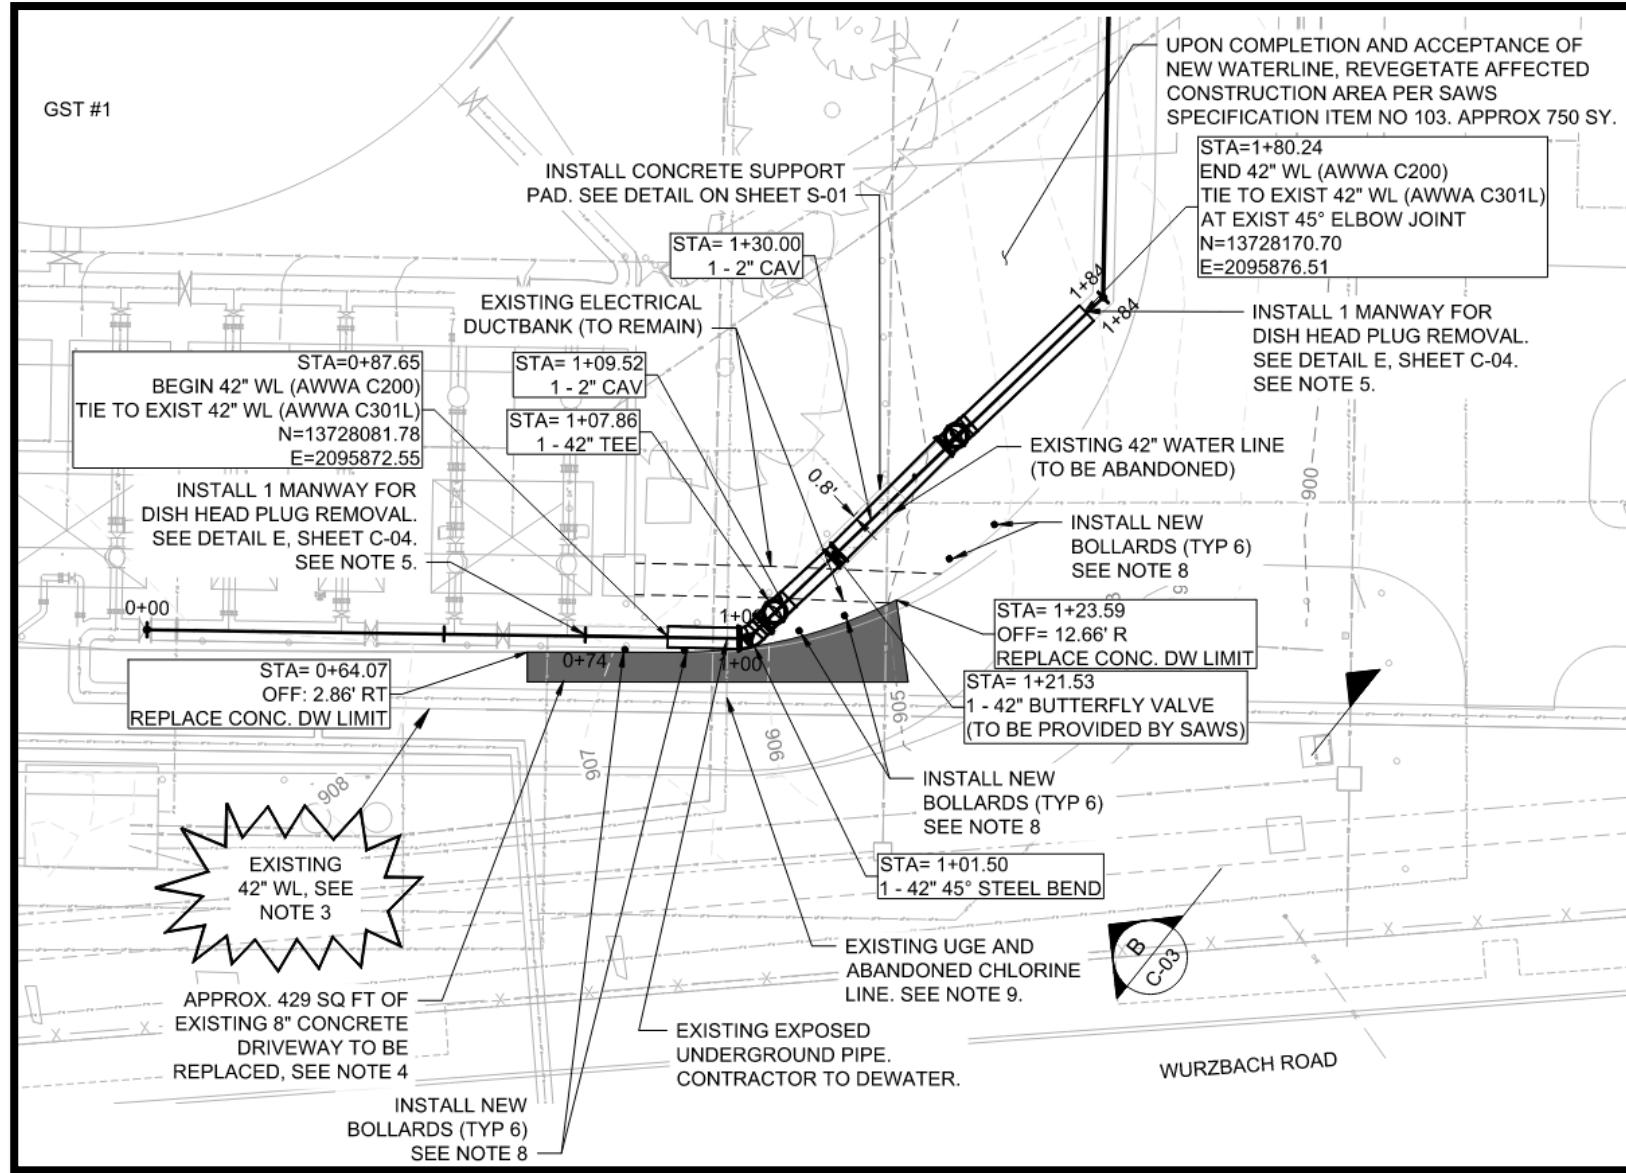 GST #1
UPON COMPLETION AND ACCEPTANCE OF
NEW WATERLINE, REVEGETATE AFFECTED
CONSTRUCTION AREA PER SAWS
SPECIFICATION ITEM NO 103. APPROX 750 SY.
STA=1+80.24
END 42" WL (AWWA C200)
TIE TO EXIST 42" WL (AWWA C301L)
AT EXIST 45° ELBOW JOINT
N=13728170.70
E=2095876.51
INSTALL CONCRETE SUPPORT
PAD. SEE DETAIL ON SHEET S-01
STA= 1+30.00
1 - 2" CAV
EXISTING ELECTRICAL
DUCTBANK (TO REMAIN)
1+84
1+84
INSTALL 1 MANWAY FOR
DISH HEAD PLUG REMOVAL.
SEE DETAIL E, SHEET C-04.
SEE NOTE 5.
STA=0+87.65
BEGIN 42" WL (AWWA C200)
TIE TO EXIST 42" WL (AWWA C301L)
N=13728081.78
E=2095872.55
STA= 1+09.52
1 - 2" CAV
STA= 1+07.86
1 - 42" TEE
EXISTING 42" WATER LINE
(TO BE ABANDONED)
0.8'
900
INSTALL 1 MANWAY FOR
DISH HEAD PLUG REMOVAL.
SEE DETAIL E, SHEET C-04.
SEE NOTE 5.
INSTALL NEW
BOLLARDS (TYP 6)
SEE NOTE 8
0+00
STA= 1+23.59
OFF= 12.66' R
REPLACE CONC. DW LIMIT
0+74
1+00
STA= 0+64.07
OFF: 2.86' RT
REPLACE CONC. DW LIMIT
STA= 1+21.53
1 - 42" BUTTERFLY VALVE
(TO BE PROVIDED BY SAWS)
905
906
907
908
INSTALL NEW
BOLLARDS (TYP 6)
SEE NOTE 8
STA= 1+01.50
1 - 42" 45° STEEL BEND
EXISTING
42" WL, SEE
NOTE 3
B
C-03
EXISTING UGE AND
ABANDONED CHLORINE
LINE. SEE NOTE 9.
APPROX. 429 SQ FT OF
EXISTING 8" CONCRETE
DRIVEWAY TO BE
REPLACED, SEE NOTE 4
EXISTING EXPOSED
UNDERGROUND PIPE.
CONTRACTOR TO DEWATER.
WURZBACH ROAD
INSTALL NEW
BOLLARDS (TYP 6)
SEE NOTE 8